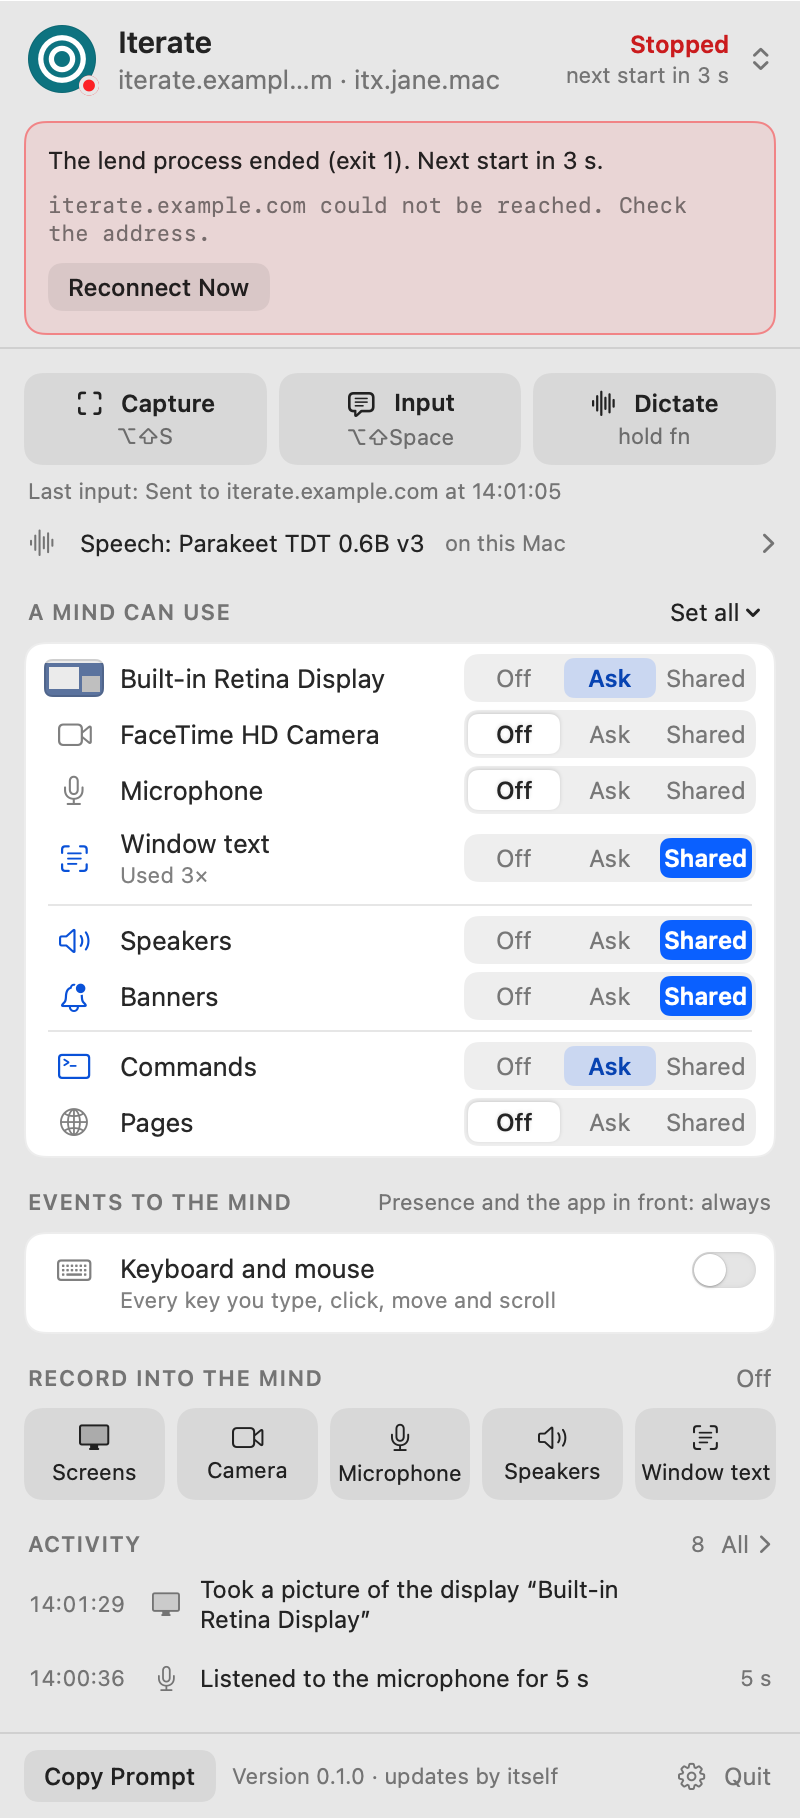 Iterate
Stopped
iterate.exampl...m · itx.jane.mac
next start in 3 s
The lend process ended (exit 1). Next start in 3 s.
iterate.example.com could not be reached. Check
the address.
Reconnect Now
Capture
⌥⇧S
Input
⌥⇧Space
Dictate
hold fn
Last input: Sent to iterate.example.com at 14:01:05
Speech: Parakeet TDT 0.6B v3 on this Mac
A MIND CAN USE
Set all
Built-in Retina Display Off Ask Shared
FaceTime HD Camera Off Ask Shared
Microphone Off Ask Shared
Window text Off Ask Shared
Used 3×
Speakers Off Ask Shared
Banners Off Ask Shared
Commands Off Ask Shared
Pages Off Ask Shared
EVENTS TO THE MIND
Presence and the app in front: always
Keyboard and mouse
Every key you type, click, move and scroll
RECORD INTO THE MIND
Off
Screens
Camera
Microphone
Speakers
Window text
ACTIVITY
8 All
14:01:29 Took a picture of the display “Built-in
Retina Display”
14:00:36 Listened to the microphone for 5 s 5 s
Copy Prompt
Version 0.1.0 · updates by itself
Quit